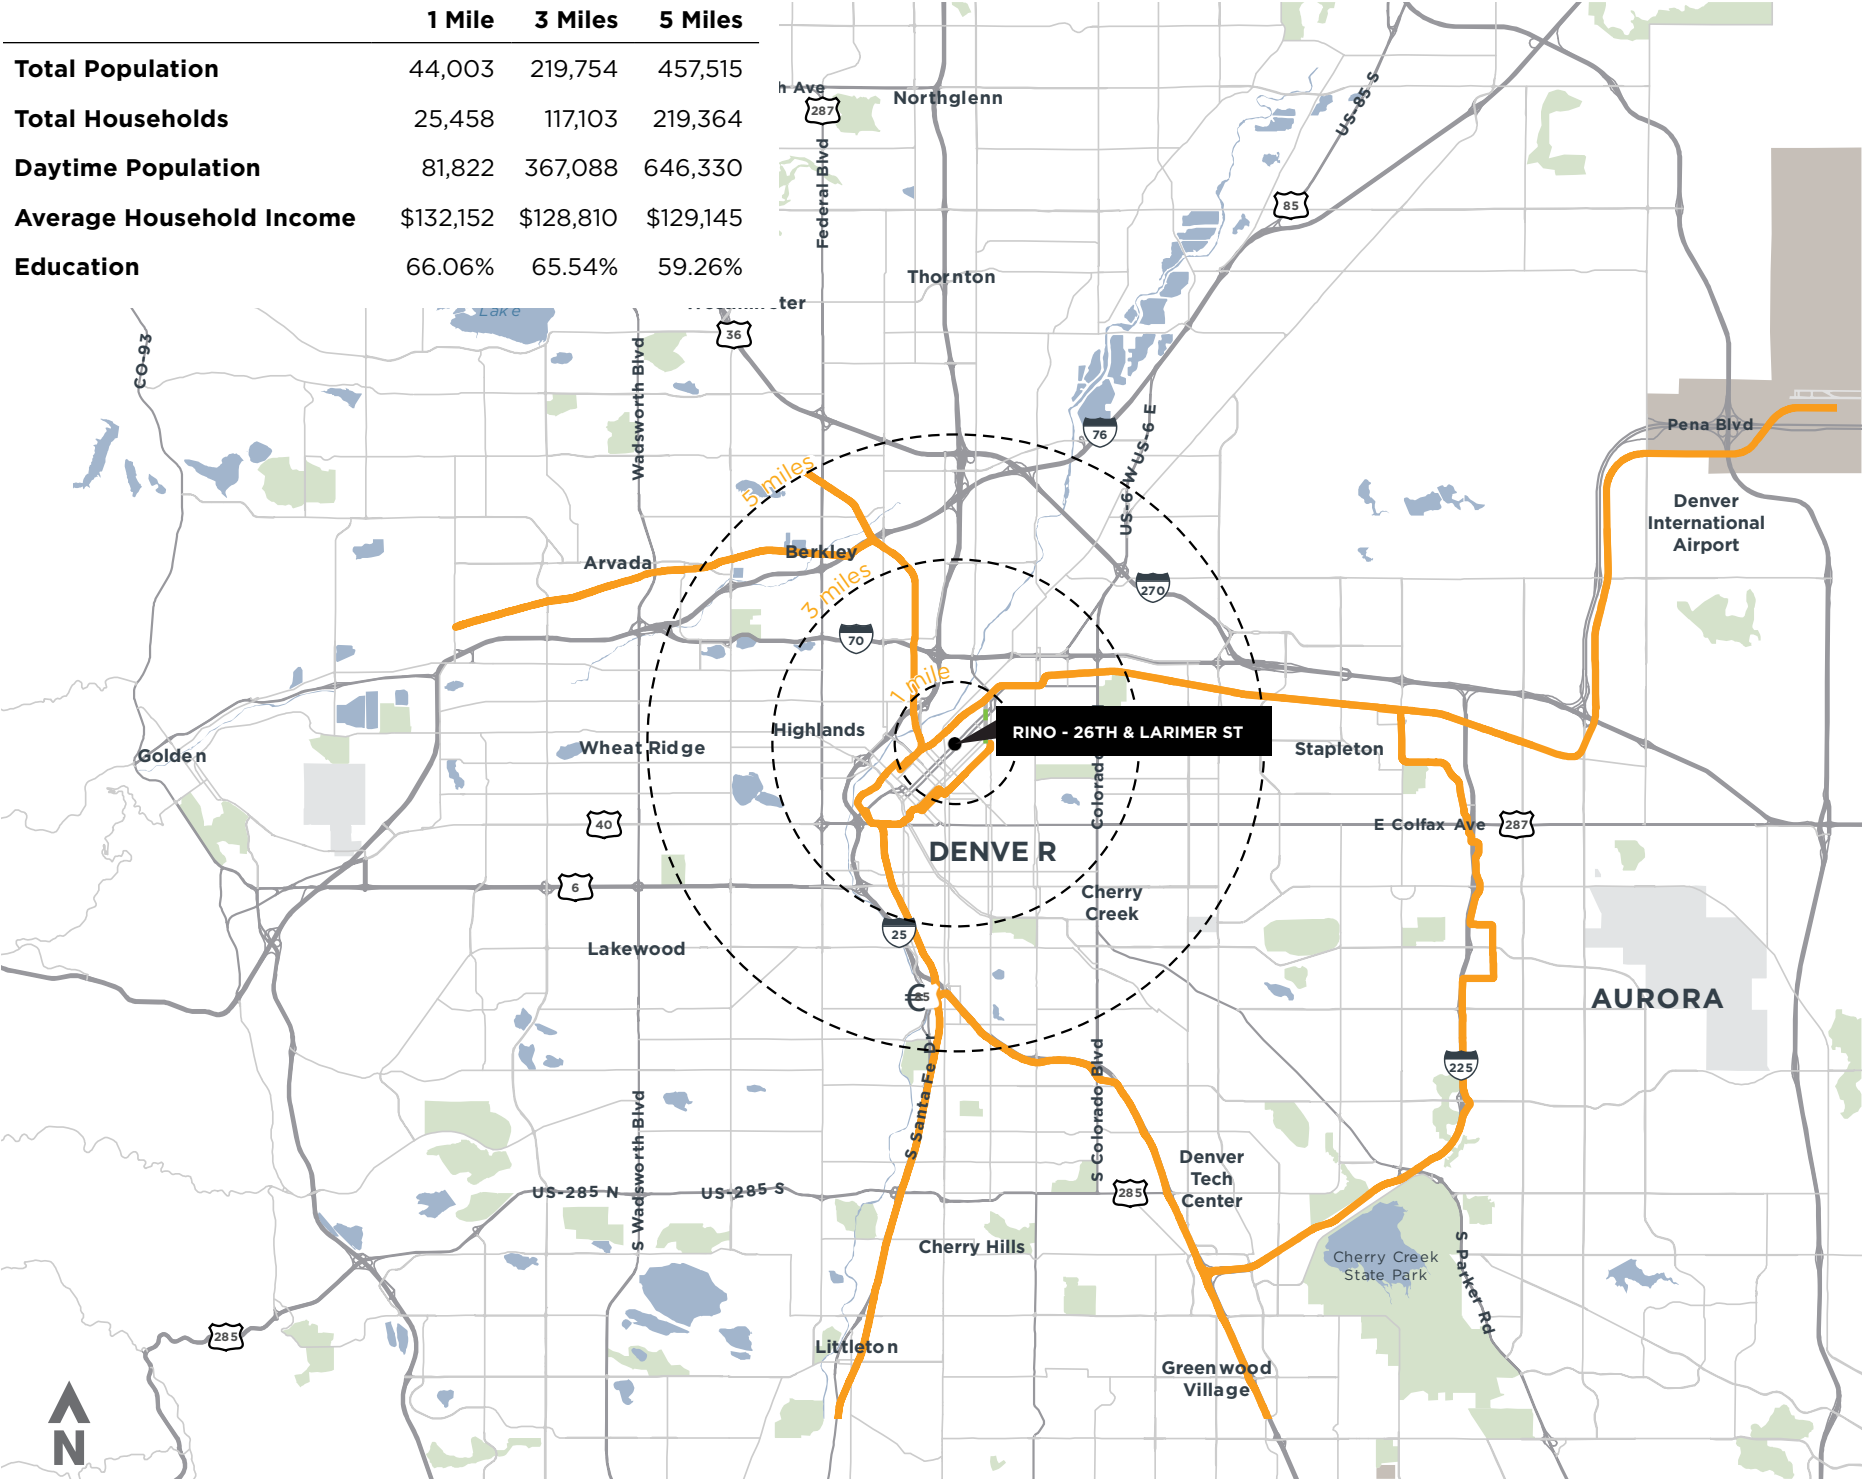 1 Mile 3 Miles 5 Miles
Total Population 44,003 219,754 457,515
Total Households 25,458 117,103 219,364
Daytime Population 81,822 367,088 646,330
Average Household Income $132,152 $128,810 $129,145
Education 66.06% 65.54% 59.26%
h Ave
287
Northglenn
Federal Blvd
US-85 S
85
Thornton
ter
Lake
36
CO-93
Wadsworth Blvd
76
US-6 W
US-6 E
Pena Blvd
Denver
International
Airport
5 miles
Berkley
Arvada
3 miles
270
70
1 mile
Highlands
RINO - 26TH & LARIMER ST
Stapleton
Wheat Ridge
Golden
Colorado
40
E Colfax Ave
287
DENVER
6
Cherry
Creek
25
Lakewood
85
AURORA
225
S Santa Fe Dr
S Colorado Blvd
S Wadsworth Blvd
Denver
Tech
Center
US-285 N
US-285 S
285
Cherry Hills
Cherry Creek
State Park
S Parker Rd
285
Littleton
Greenwood
Village
N